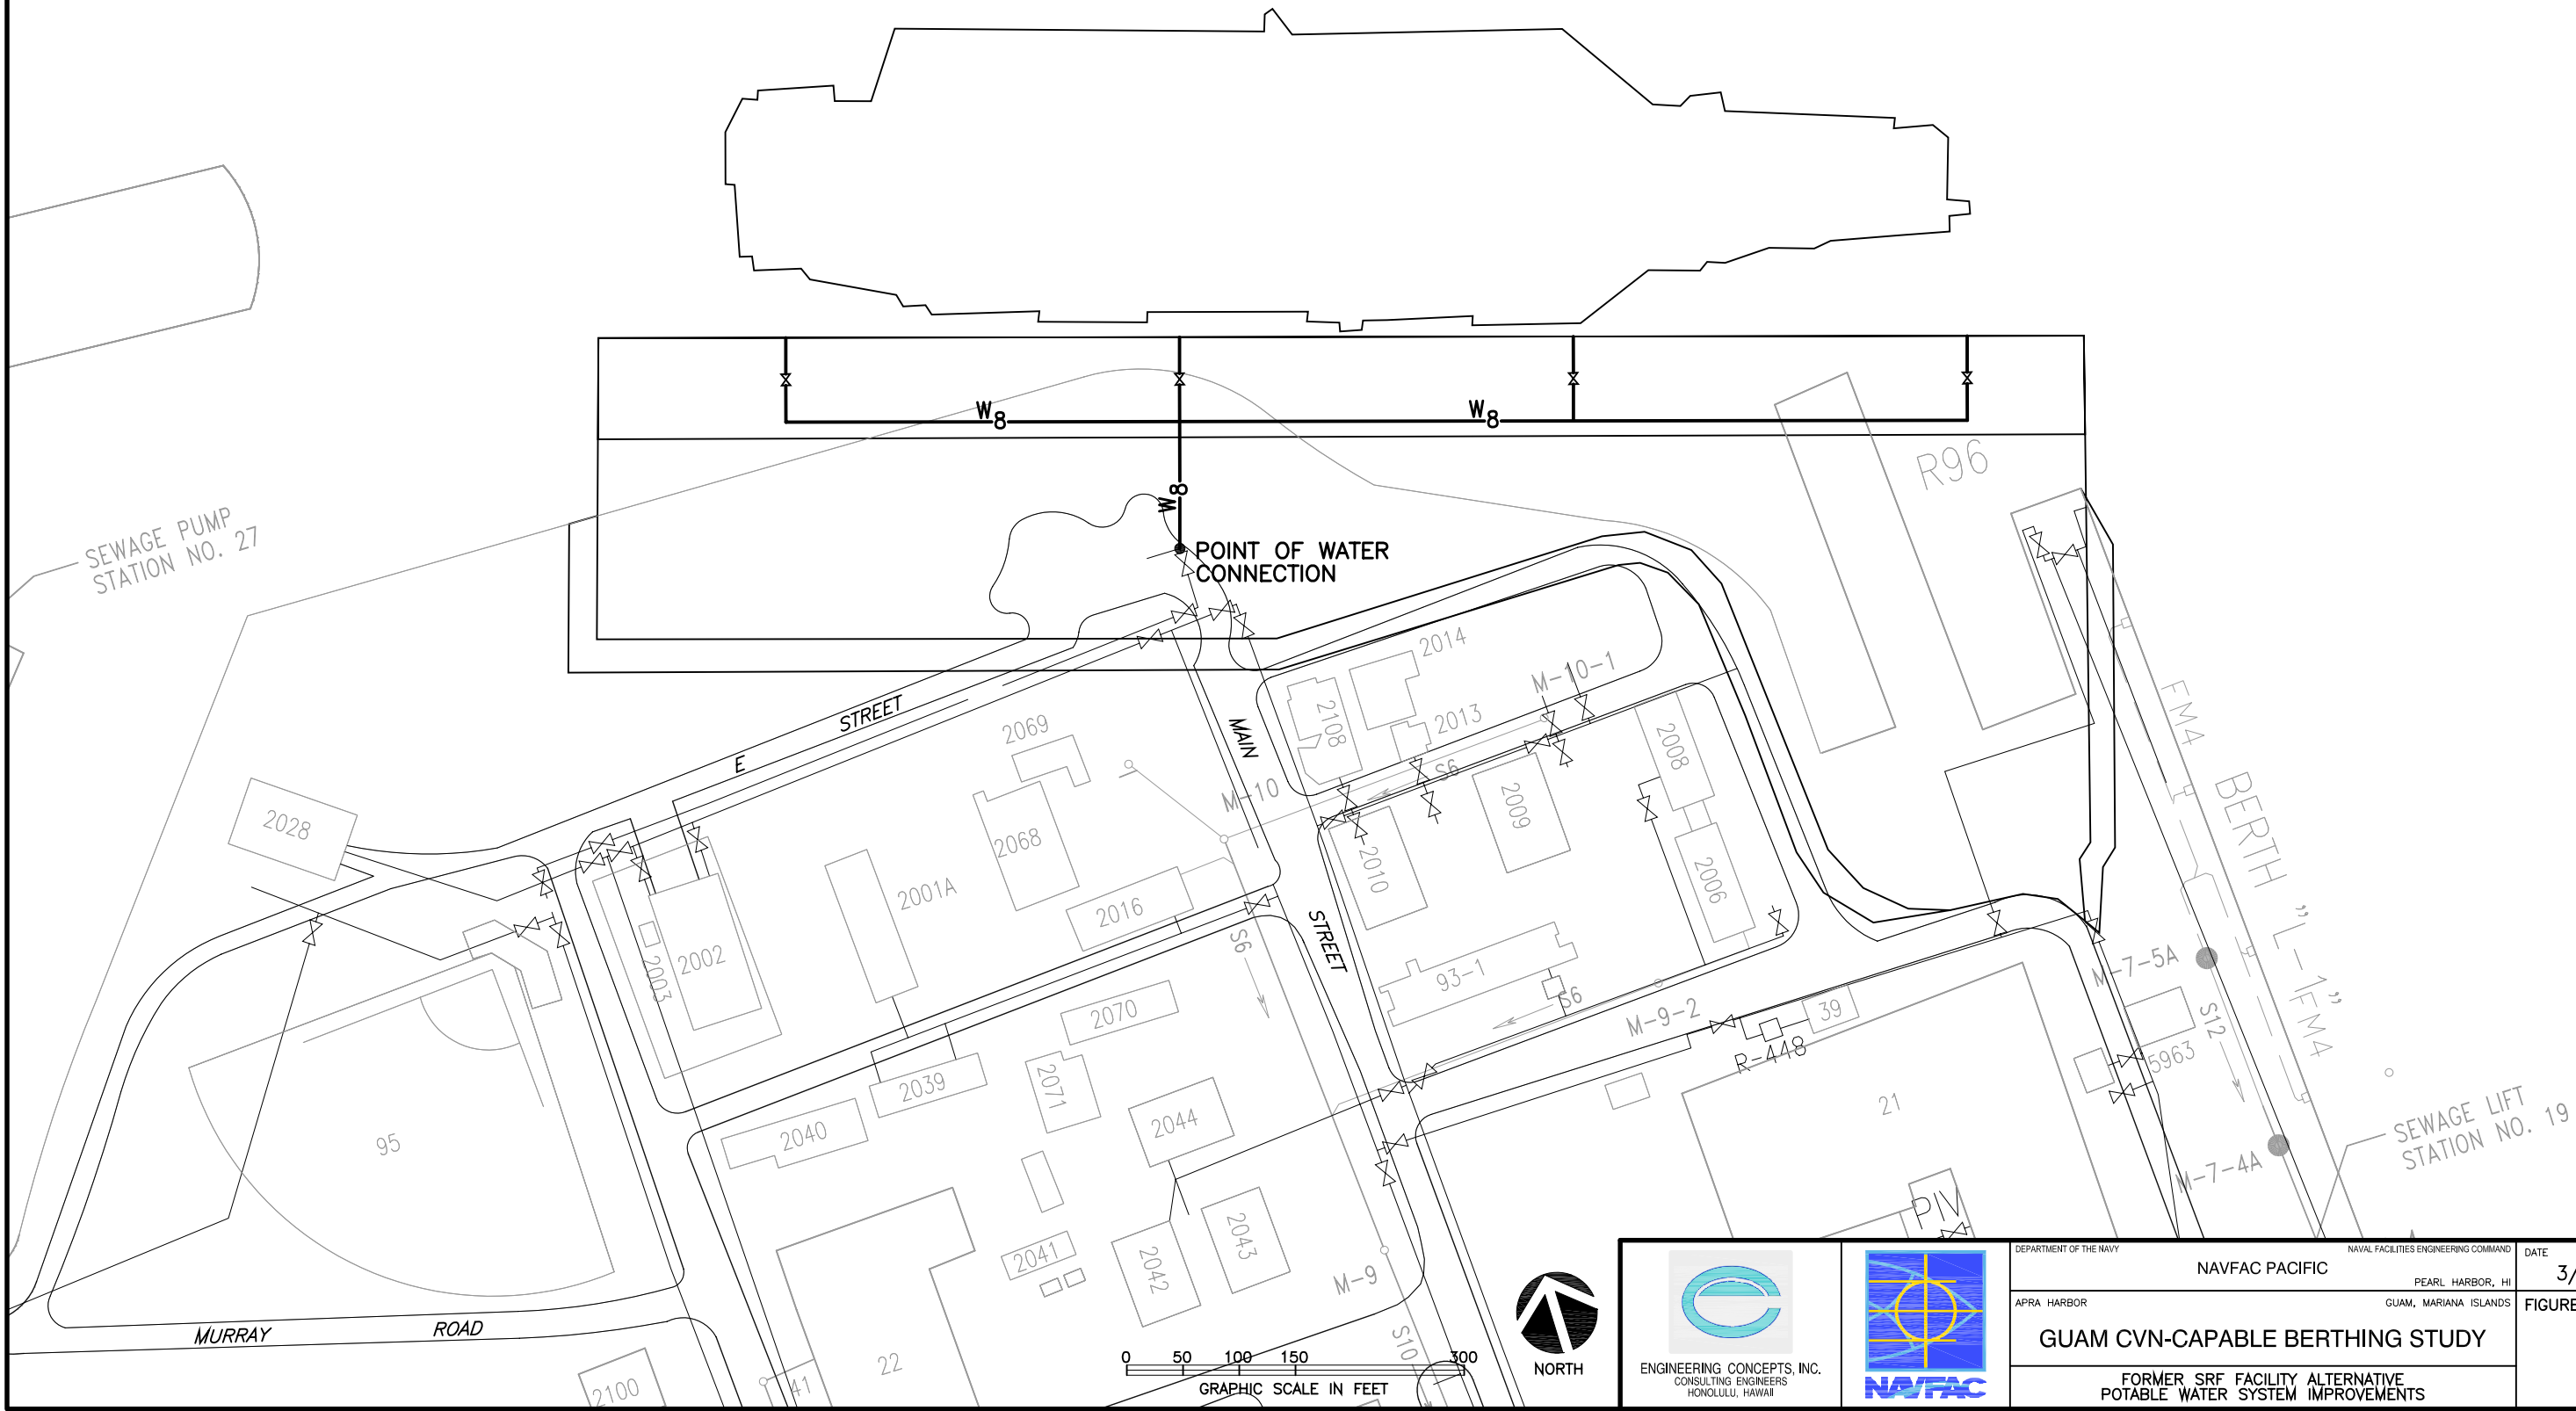 W8
W8
R96
W8
SEWAGE PUMP
STATION NO. 27
POINT OF WATER
CONNECTION
2014
M-10-1
FM4
2108
2013
STREET
2069
MAIN
2008
E
S6
M-10
BERTH "L-1"
2009
2028
2068
2010
2006
2001A
2016
STREET
S6
2002
2003
93-1
M-7-5A
S6
FM4
M-9-2
39
S12
2070
R-448
5963
2039
2071
21
SEWAGE LIFT
STATION NO. 19
2044
2040
95
M-7-4A
PIV
2043
2041
2042
M-9
MURRAY ROAD
S10
22
41
2100
0 50 100 150 300
GRAPHIC SCALE IN FEET
NORTH
ENGINEERING CONCEPTS, INC.
CONSULTING ENGINEERS
HONOLULU, HAWAII
NAVFAC
DEPARTMENT OF THE NAVY
NAVAL FACILITIES ENGINEERING COMMAND
NAVFAC PACIFIC
PEARL HARBOR, HI
APRA HARBOR
GUAM, MARIANA ISLANDS
GUAM CVN-CAPABLE BERTHING STUDY
FORMER SRF FACILITY ALTERNATIVE
POTABLE WATER SYSTEM IMPROVEMENTS
DATE
3/
FIGURE